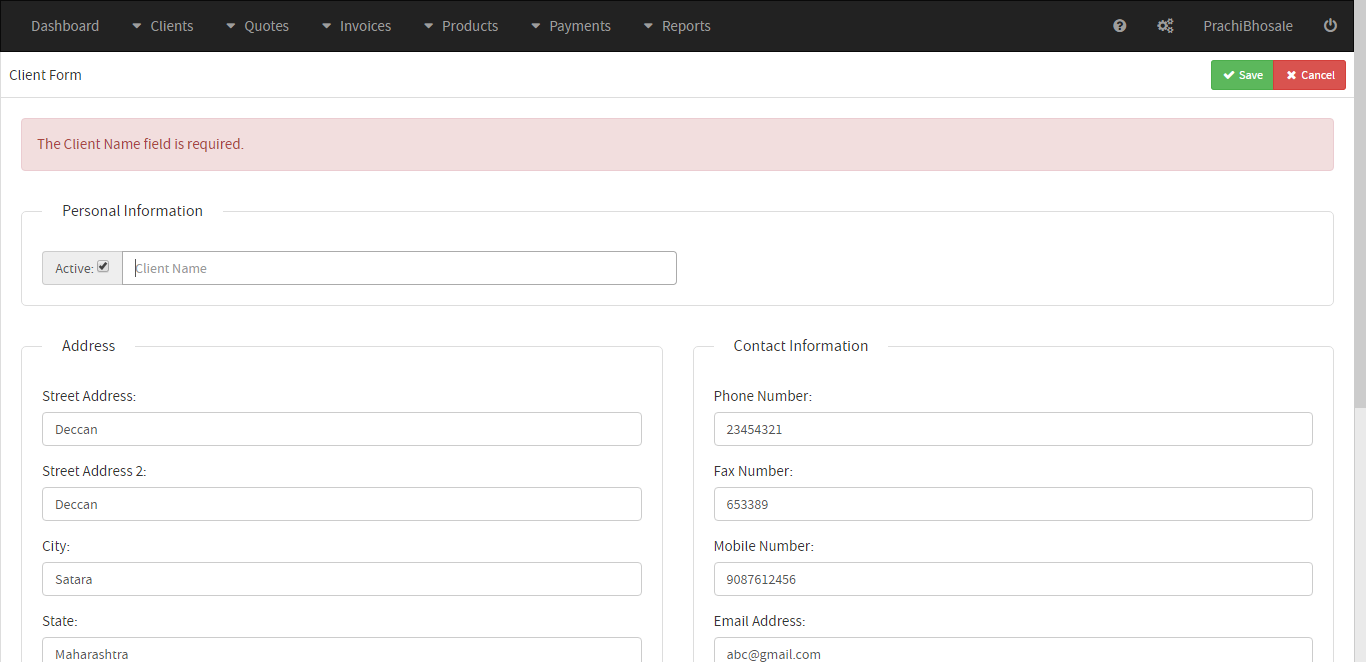 Dashboard Clients Quotes Invoices Products Payments Reports PrachiBhosale
Client Form Save Cancel
The Client Name field is required.
Personal Information
Active: Client Name
Address
Street Address:
Deccan
Street Address 2:
Deccan
City:
Satara
State:
Maharashtra
Contact Information
Phone Number:
23454321
Fax Number:
653389
Mobile Number:
9087612456
Email Address:
abc@gmail.com